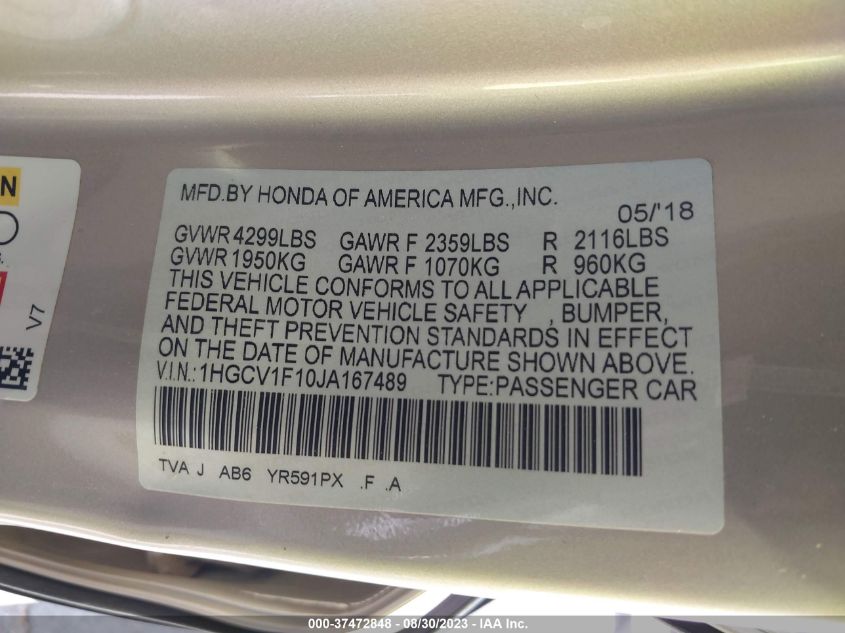 MFD.BY HONDA OF AMERICA MFG.,INC. 05/'18
GVWR 4299LBS GAWR F 2359LBS R 2116LBS
GVWR 1950KG GAWR F 1070KG R 960KG
THIS VEHICLE CONFORMS TO ALL APPLICABLE
FEDERAL MOTOR VEHICLE SAFETY , BUMPER,
AND THEFT PREVENTION STANDARDS IN EFFECT
ON THE DATE OF MANUFACTURE SHOWN ABOVE.
V.I.N.: 1HGCV1F10JA167489 TYPE:PASSENGER CAR
TVA J AB6 YR591PX .F .A
V7
000-37472848 - 08/30/2023 - IAA Inc.